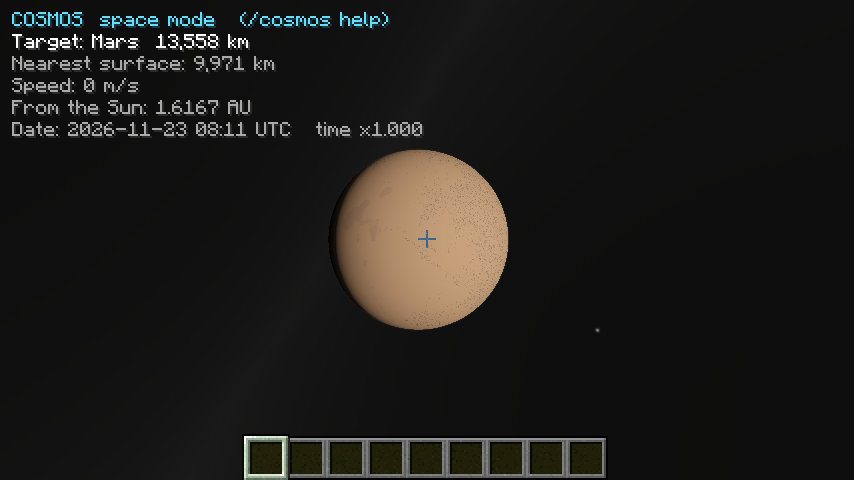 COSMOS space mode (/cosmos help)
Target: Mars 13,558 km
Nearest surface: 9,971 km
Speed: 0 m/s
From the Sun: 1.6167 AU
Date: 2026-11-23 08:11 UTC time x1.000